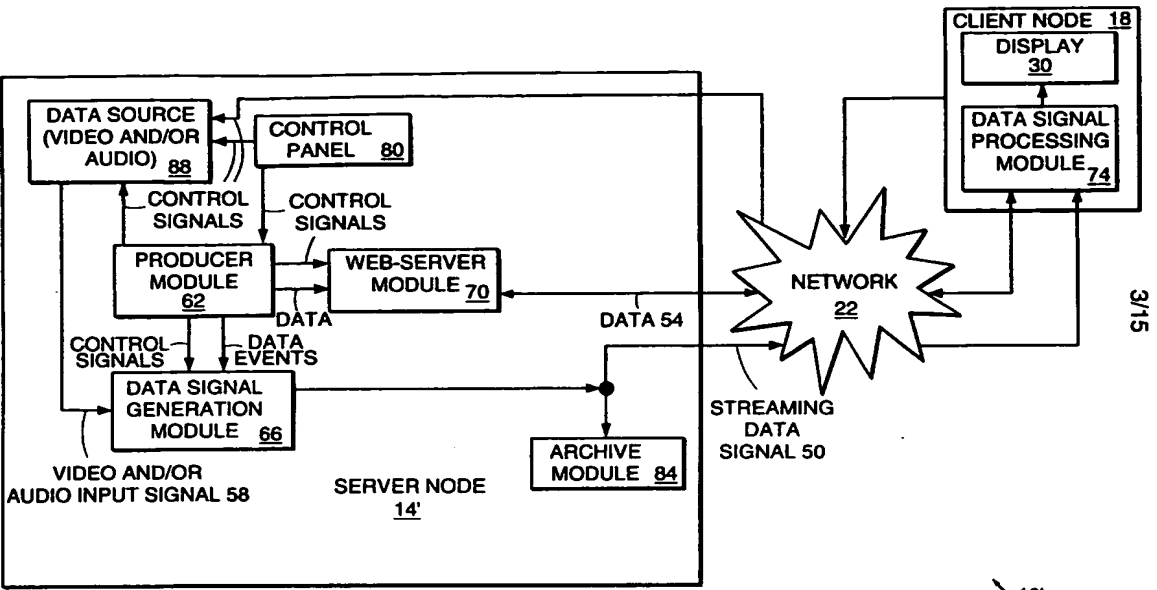 CLIENT NODE 18
DISPLAY
30
DATA SIGNAL
PROCESSING
MODULE 74
DATA SOURCE
(VIDEO AND/OR
AUDIO) 88
CONTROL
PANEL 80
CONTROL
SIGNALS
CONTROL
SIGNALS
PRODUCER
MODULE
62
WEB-SERVER
MODULE 70
DATA
DATA 54
NETWORK
22
3/15
CONTROL
SIGNALS
DATA
EVENTS
DATA SIGNAL
GENERATION
MODULE 66
STREAMING
DATA
SIGNAL 50
ARCHIVE
MODULE 84
VIDEO AND/OR
AUDIO INPUT SIGNAL 58
SERVER NODE
14'